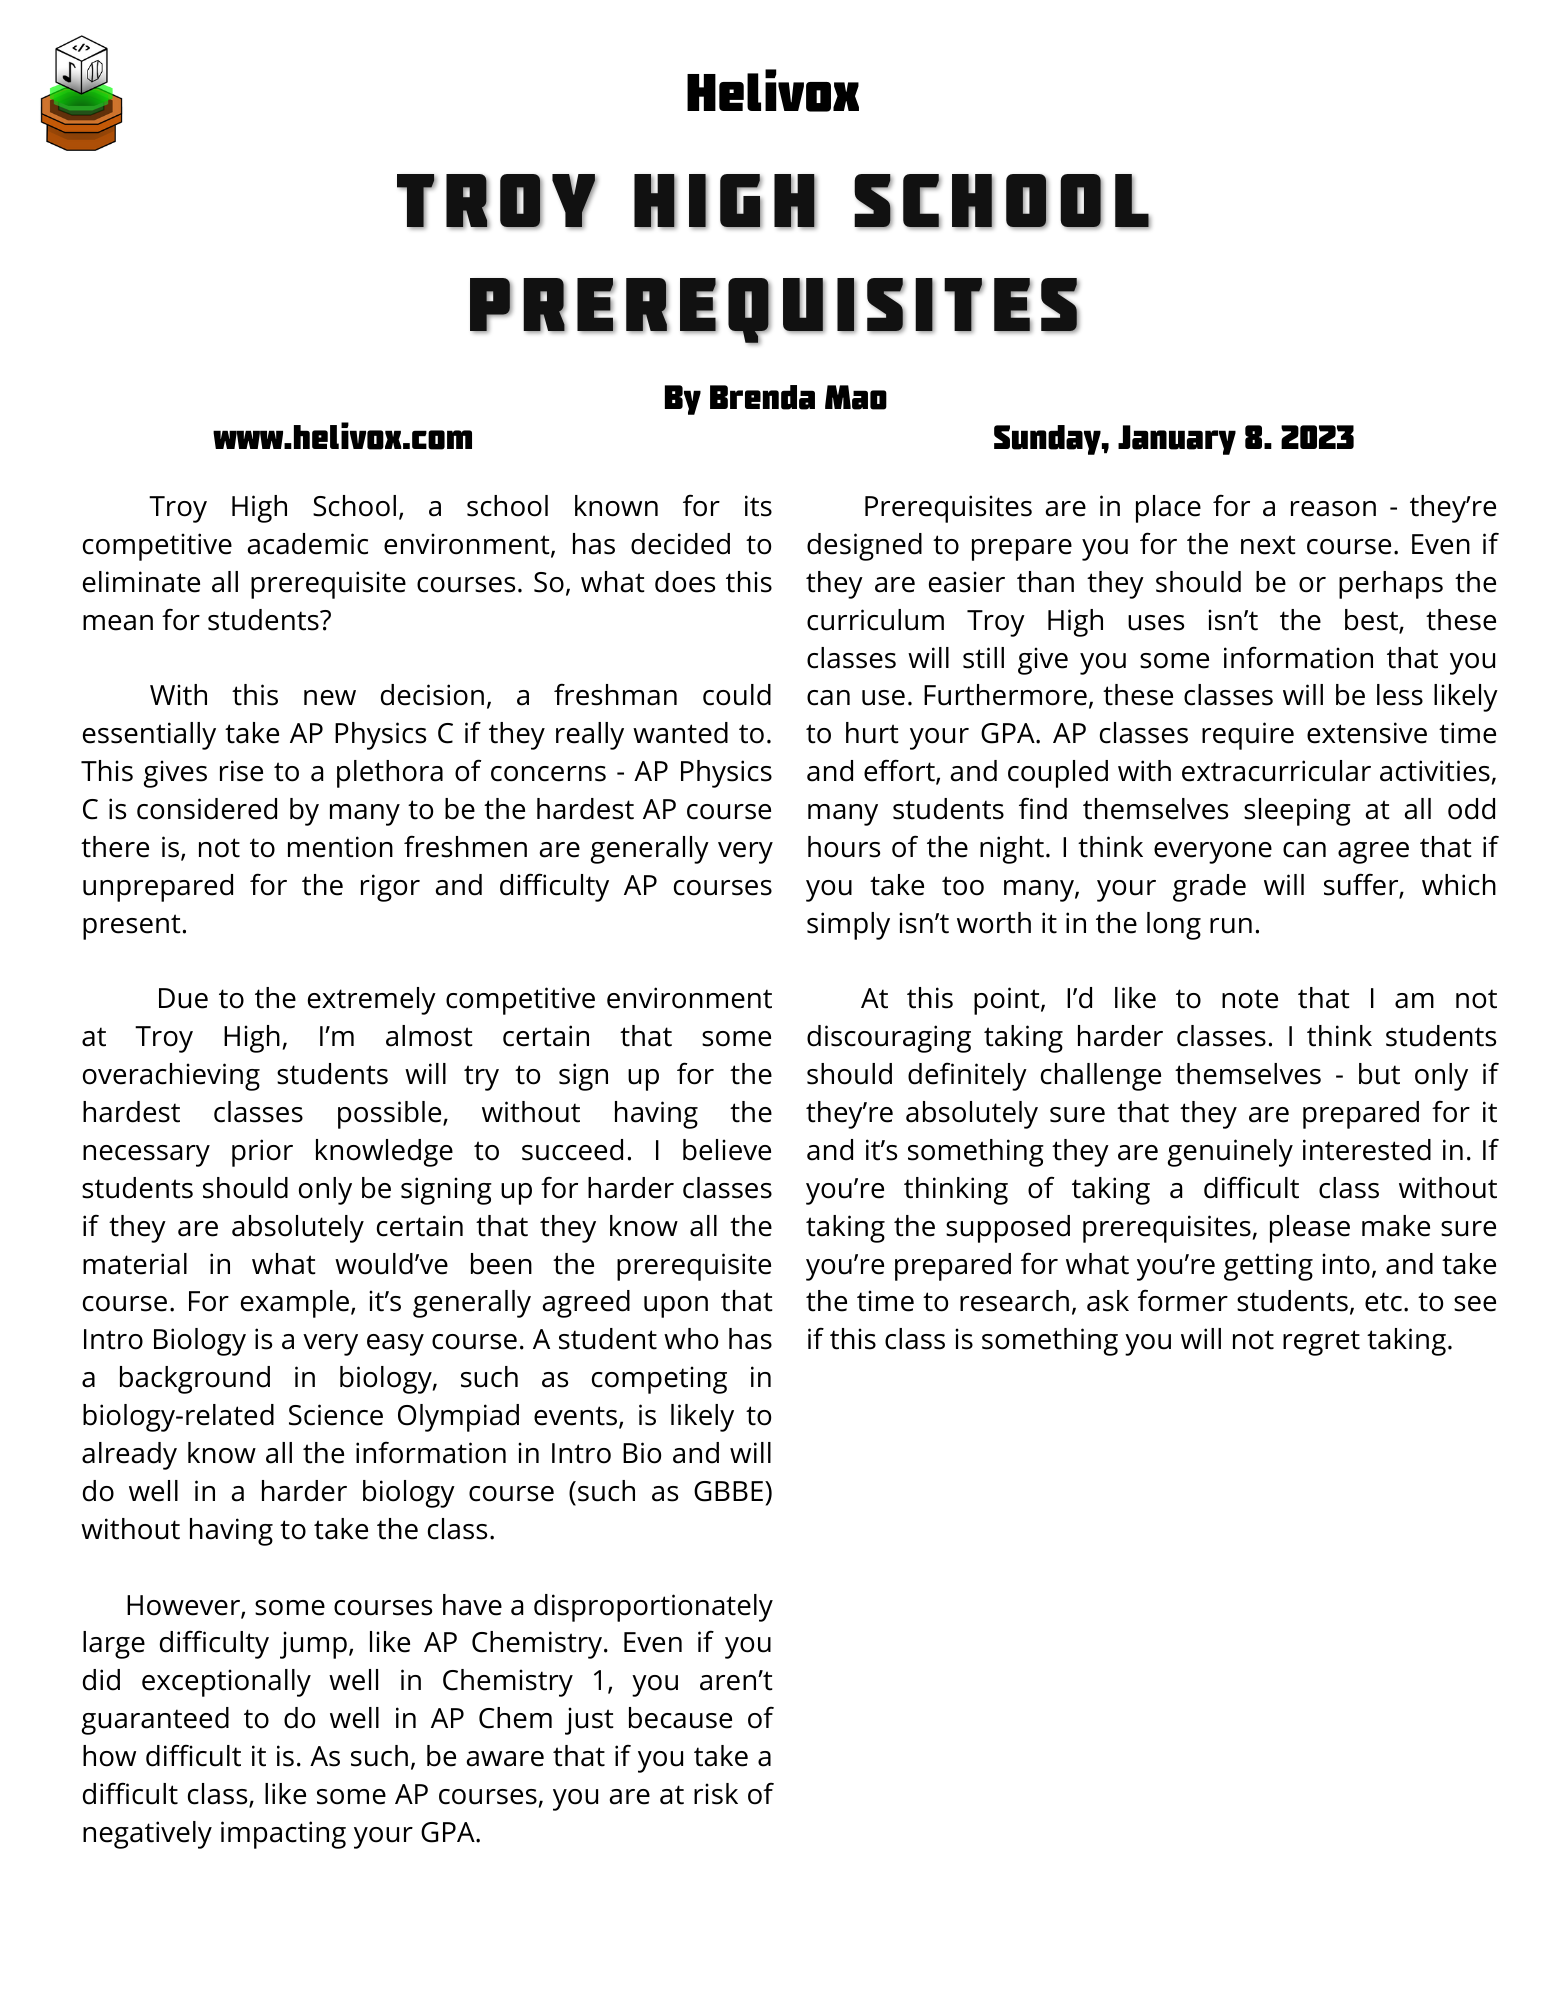 </>
Helivox
TROY HIGH SCHOOL
PREREQUISITES
By Brenda Mao
www.helivox.com
Sunday, January 8. 2023
Troy High School, a school known for its
competitive academic environment, has decided to
eliminate all prerequisite courses. So, what does this
mean for students?
With this new decision, a freshman could
essentially take AP Physics C if they really wanted to.
This gives rise to a plethora of concerns - AP Physics
C is considered by many to be the hardest AP course
there is, not to mention freshmen are generally very
unprepared for the rigor and difficulty AP courses
present.
Due to the extremely competitive environment
at Troy High, I’m almost certain that some
overachieving students will try to sign up for the
hardest classes possible, without having the
necessary prior knowledge to succeed. I believe
students should only be signing up for harder classes
if they are absolutely certain that they know all the
material in what would’ve been the prerequisite
course. For example, it’s generally agreed upon that
Intro Biology is a very easy course. A student who has
a background in biology, such as competing in
biology-related Science Olympiad events, is likely to
already know all the information in Intro Bio and will
do well in a harder biology course (such as GBBE)
without having to take the class.
However, some courses have a disproportionately
large difficulty jump, like AP Chemistry. Even if you
did exceptionally well in Chemistry 1, you aren’t
guaranteed to do well in AP Chem just because of
how difficult it is. As such, be aware that if you take a
difficult class, like some AP courses, you are at risk of
negatively impacting your GPA.
Prerequisites are in place for a reason - they’re
designed to prepare you for the next course. Even if
they are easier than they should be or perhaps the
curriculum Troy High uses isn’t the best, these
classes will still give you some information that you
can use. Furthermore, these classes will be less likely
to hurt your GPA. AP classes require extensive time
and effort, and coupled with extracurricular activities,
many students find themselves sleeping at all odd
hours of the night. I think everyone can agree that if
you take too many, your grade will suffer, which
simply isn’t worth it in the long run.
At this point, I’d like to note that I am not
discouraging taking harder classes. I think students
should definitely challenge themselves - but only if
they’re absolutely sure that they are prepared for it
and it’s something they are genuinely interested in. If
you’re thinking of taking a difficult class without
taking the supposed prerequisites, please make sure
you’re prepared for what you’re getting into, and take
the time to research, ask former students, etc. to see
if this class is something you will not regret taking.